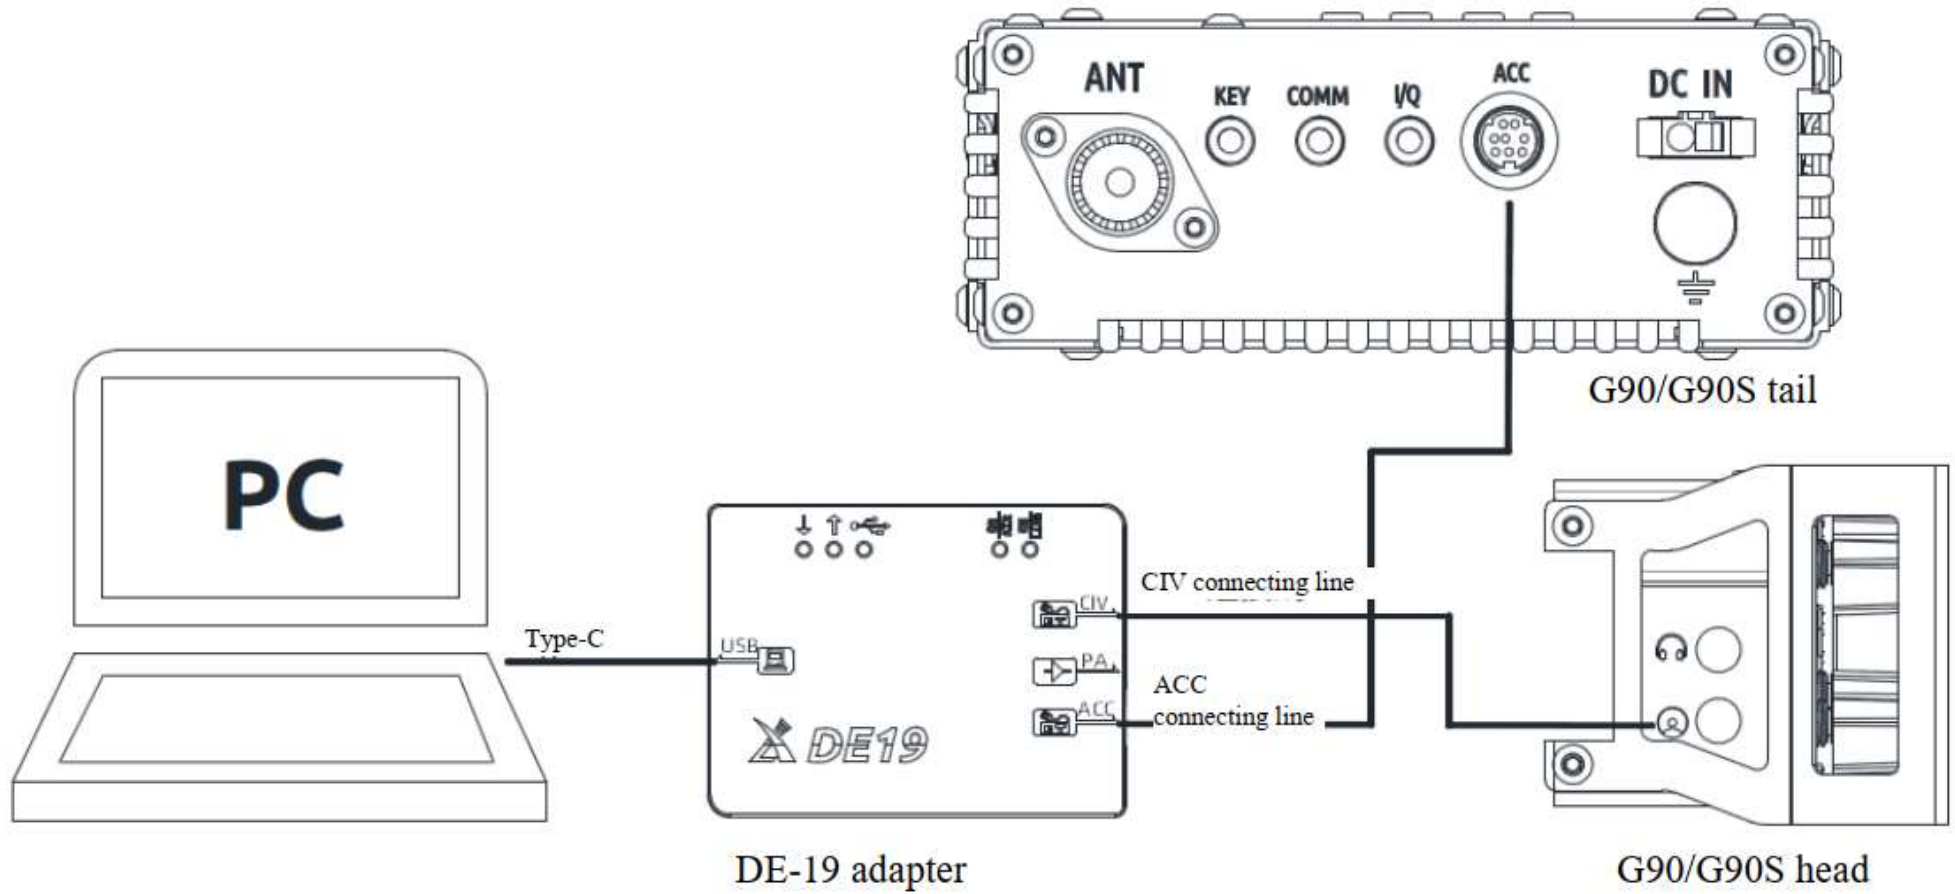 ANT
KEY
COMM
I/Q
ACC
DC IN
G90/G90S tail
PC
Type-C
USB
CIV
PA
ACC
DE19
CIV connecting line
ACC
connecting line
DE-19 adapter
G90/G90S head